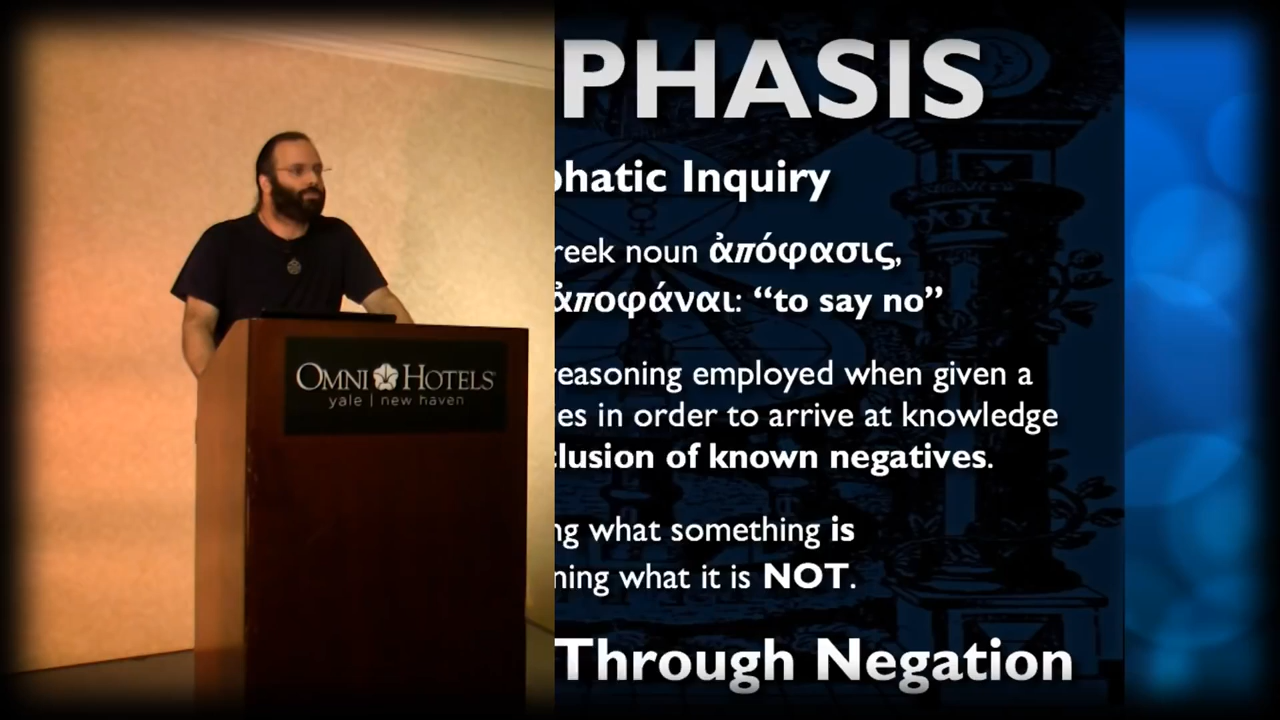 PHASIS
phatic Inquiry
reek noun ἀπόφασις,
ἀποφάναι: “to say no”
reasoning employed when given a
es in order to arrive at knowledge
clusion of known negatives.
ng what something is
ning what it is NOT.
Through Negation
OMNI HOTELS
yale | new haven